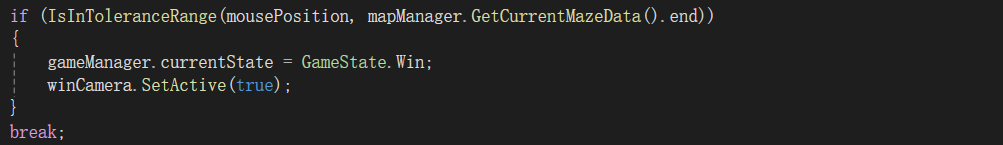 if (IsInToleranceRange(mousePosition, mapManager.GetCurrentMazeData().end))
{
gameManager.currentState = GameState.Win;
winCamera.SetActive(true);
}
break;